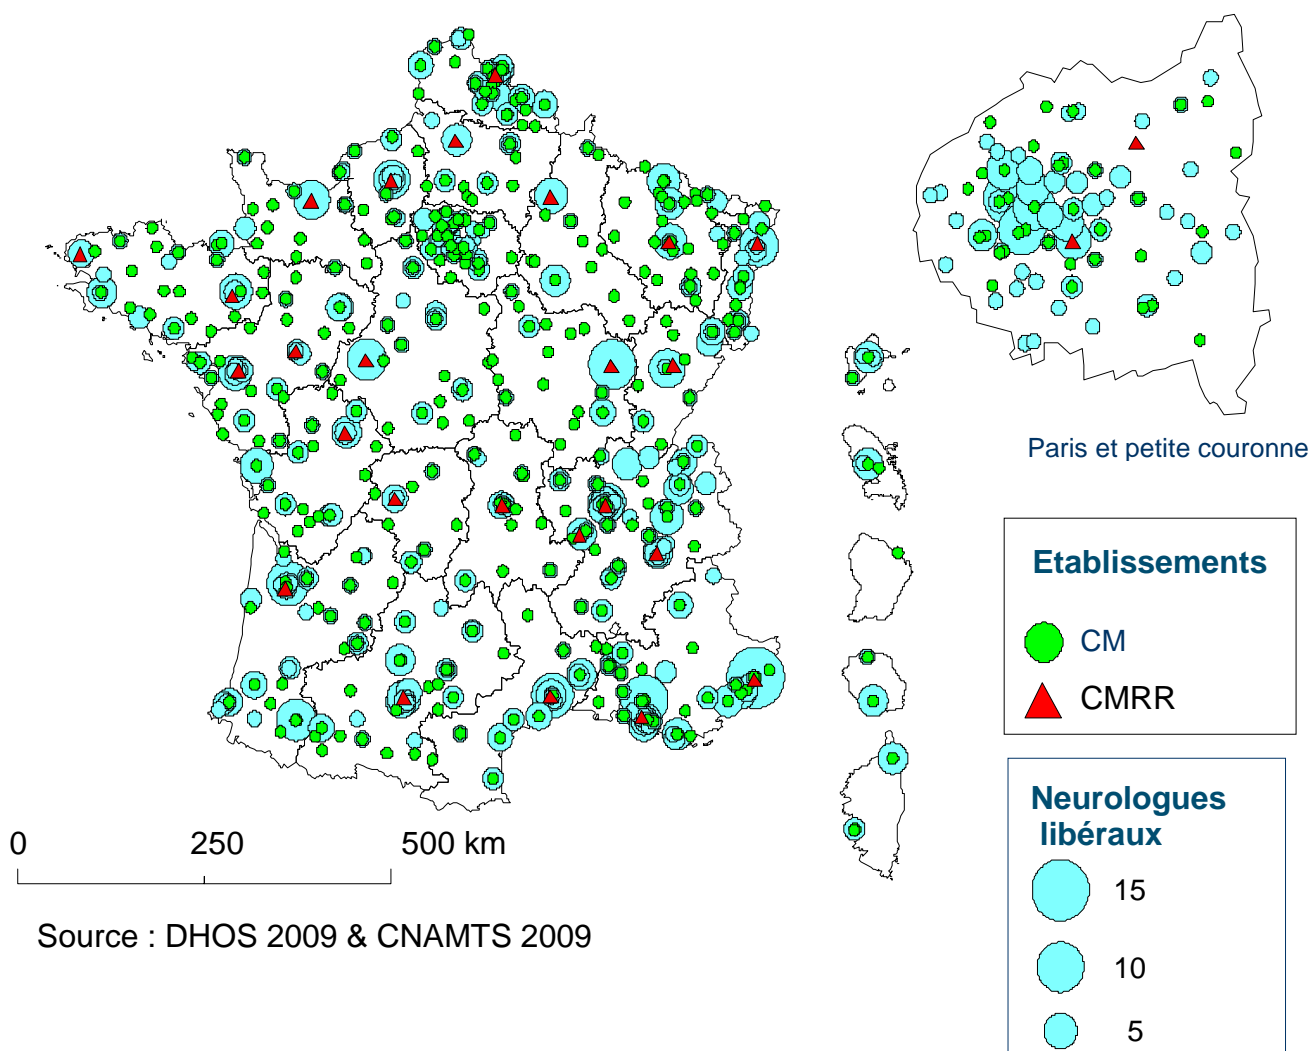 Paris et petite couronne
Etablissements
CM
CMRR
Neurologues
libéraux
15
10
5
0 250 500 km
Source : DHOS 2009 & CNAMTS 2009